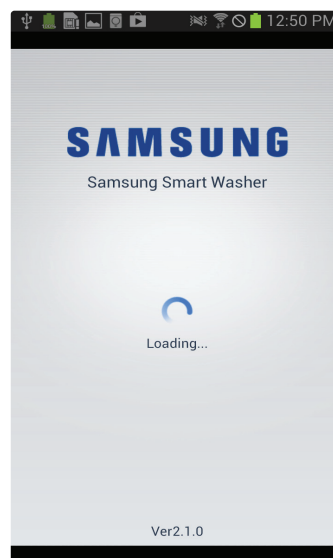 12:50 PM
SAMSUNG
Samsung Smart Washer
Loading...
Ver2.1.0